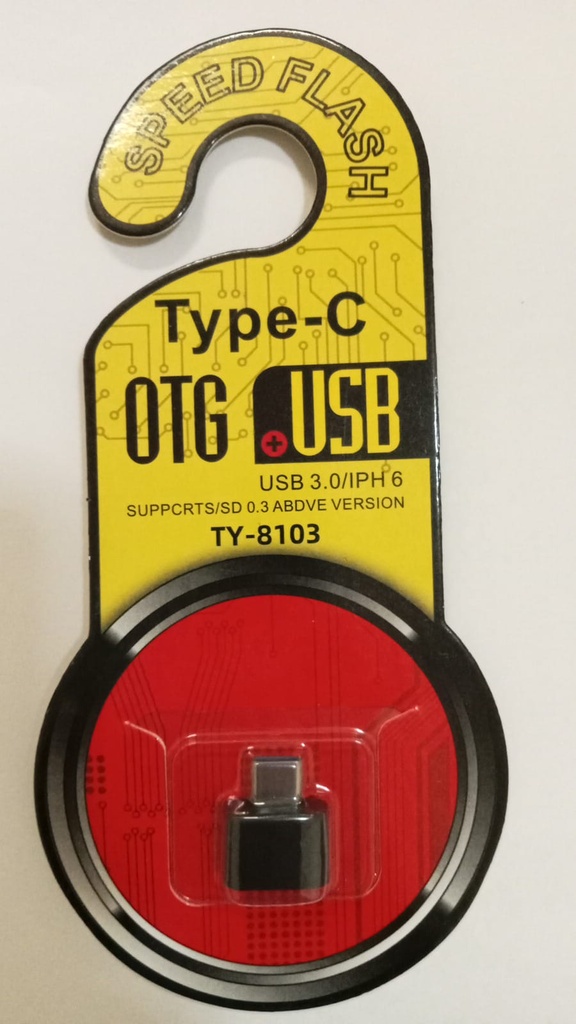 SPEED FLASH
Type-C
OTG USB
USB 3.0/IPH 6
SUPPCRTS/SD 0.3 ABDVE VERSION
TY-8103